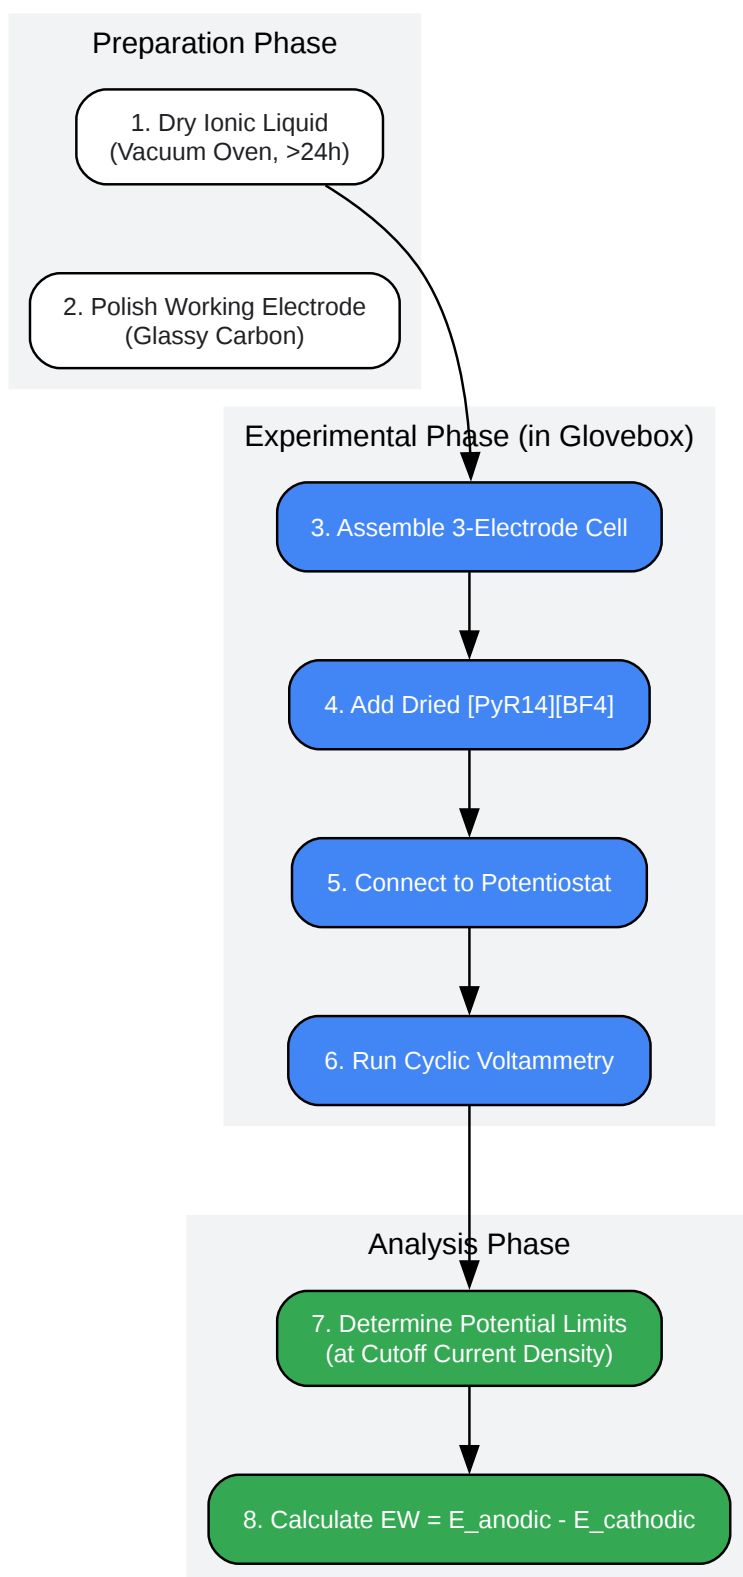 Preparation Phase
1. Dry Ionic Liquid
(Vacuum Oven, >24h)
2. Polish Working Electrode
(Glassy Carbon)
Experimental Phase (in Glovebox)
3. Assemble 3-Electrode Cell
4. Add Dried [PyR14][BF4]
5. Connect to Potentiostat
6. Run Cyclic Voltammetry
Analysis Phase
7. Determine Potential Limits
(at Cutoff Current Density)
8. Calculate EW = E_anodic - E_cathodic